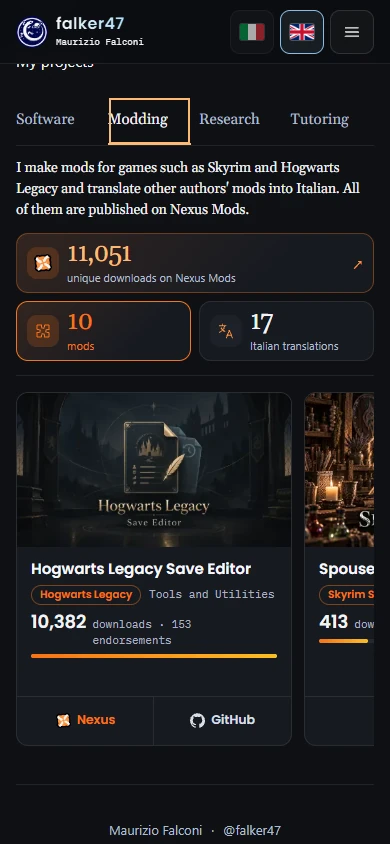 falker47
Maurizio Falconi
My projects
Software Modding Research Tutoring
I make mods for games such as Skyrim and Hogwarts
Legacy and translate other authors' mods into Italian. All
of them are published on Nexus Mods.
11,051
unique downloads on Nexus Mods
↗
10
mods
17
Italian translations
Hogwarts Legacy
Save Editor
Hogwarts Legacy Save Editor
Hogwarts Legacy Tools and Utilities
10,382 downloads · 153
endorsements
Nexus GitHub
Spouse
Skyrim S
413 dow
Maurizio Falconi · @falker47